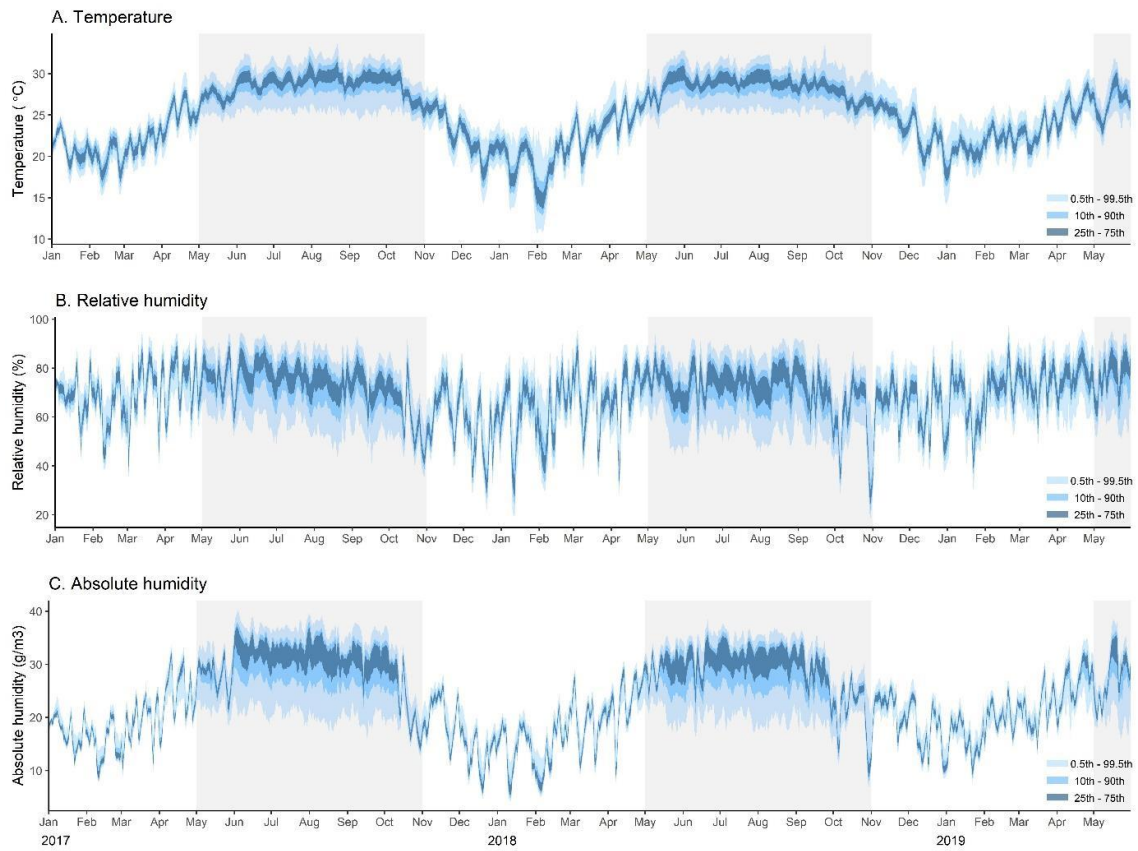 A. Temperature
Temperature ( °C)
30
25
20
15
10
0.5th - 99.5th
10th - 90th
25th - 75th
Jan Feb Mar Apr May Jun Jul Aug Sep Oct Nov Dec Jan Feb Mar Apr May Jun Jul Aug Sep Oct Nov Dec Jan Feb Mar Apr May
B. Relative humidity
Relative humidity (%)
100
80
60
40
20
0.5th - 99.5th
10th - 90th
25th - 75th
Jan Feb Mar Apr May Jun Jul Aug Sep Oct Nov Dec Jan Feb Mar Apr May Jun Jul Aug Sep Oct Nov Dec Jan Feb Mar Apr May
C. Absolute humidity
Absolute humidity (g/m3)
40
30
20
10
0.5th - 99.5th
10th - 90th
25th - 75th
Jan Feb Mar Apr May Jun Jul Aug Sep Oct Nov Dec Jan Feb Mar Apr May Jun Jul Aug Sep Oct Nov Dec Jan Feb Mar Apr May
2017 2018 2019